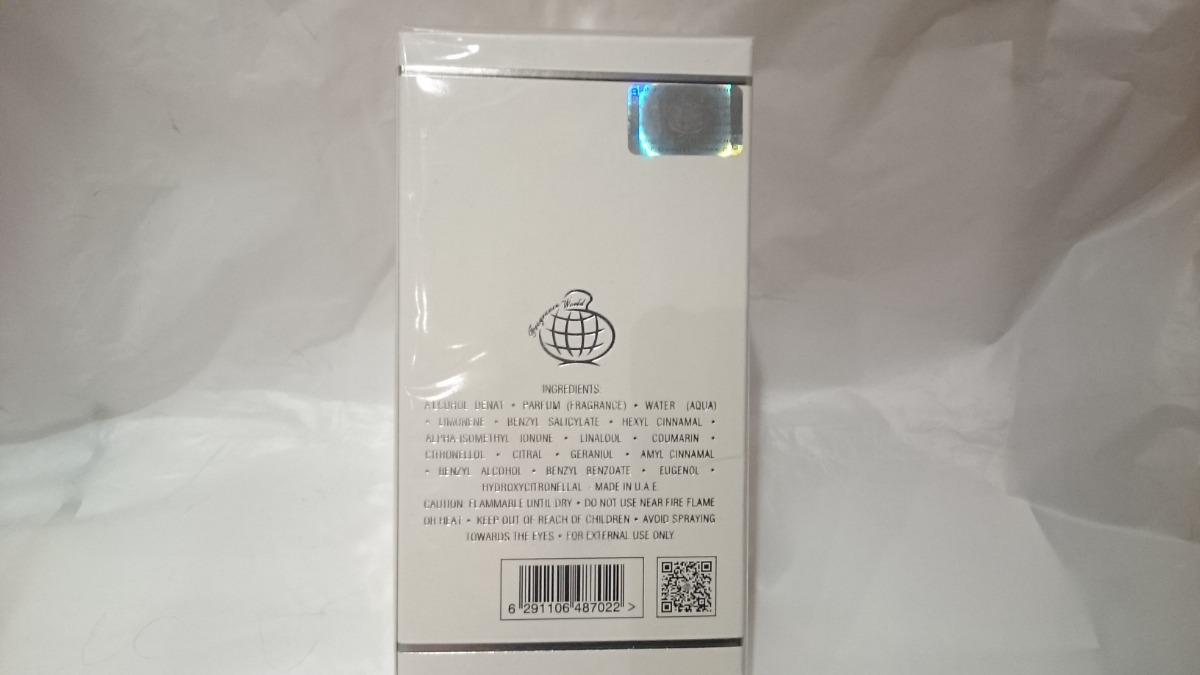 Fragrance World
INGREDIENTS:
ALCOHOL DENAT • PARFUM (FRAGRANCE) • WATER (AQUA)
• LIMONENE • BENZYL SALICYLATE • HEXYL CINNAMAL •
ALPHA-ISOMETHYL IONONE • LINALOOL • COUMARIN •
CITRONELLOL • CITRAL • GERANIOL • AMYL CINNAMAL
• BENZYL ALCOHOL • BENZYL BENZOATE • EUGENOL •
HYDROXYCITRONELLAL - MADE IN U.A.E.
CAUTION: FLAMMABLE UNTIL DRY • DO NOT USE NEAR FIRE FLAME
OR HEAT • KEEP OUT OF REACH OF CHILDREN • AVOID SPRAYING
TOWARDS THE EYES • FOR EXTERNAL USE ONLY.
6 291106 487022 >